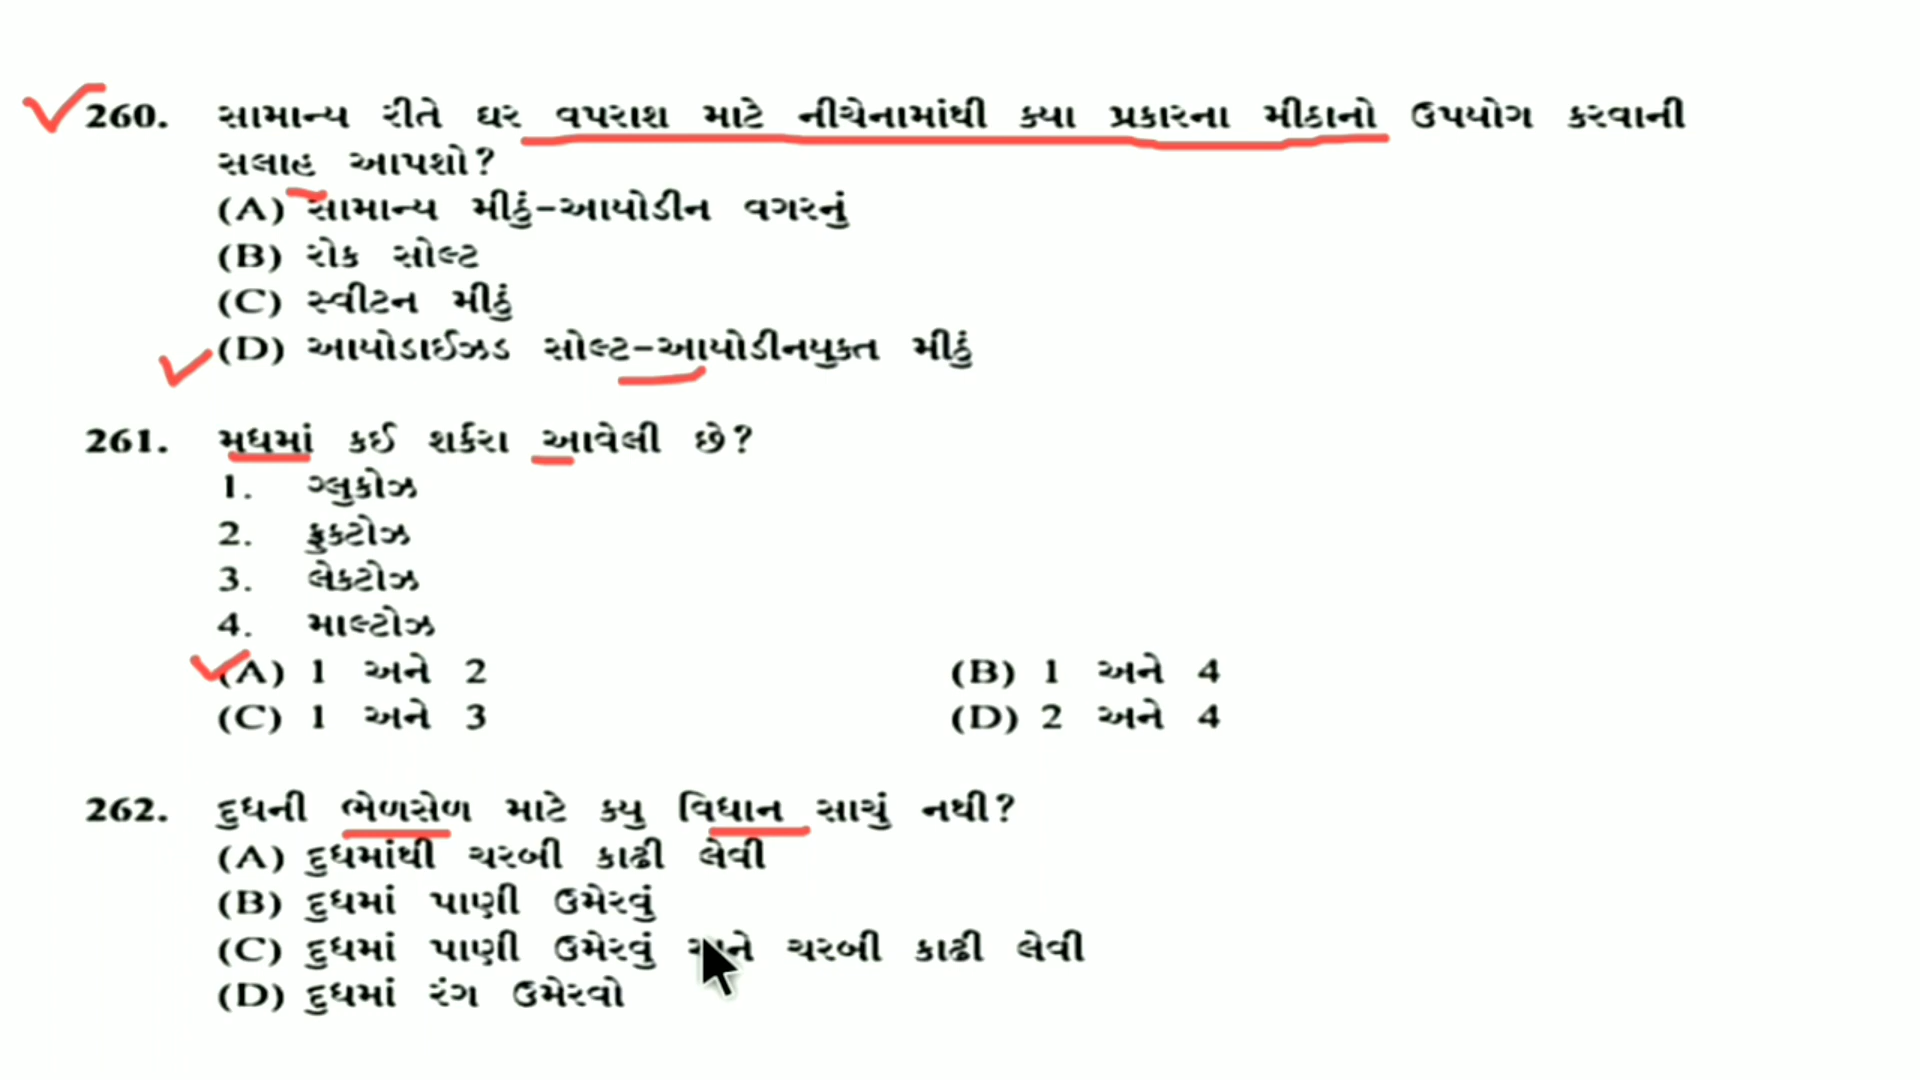 260. સામાન્ય રીતે ઘર વપરાશ માટે નીચેનામાંથી ક્યા પ્રકારના મીઠાનો ઉપયોગ કરવાની
સલાહ આપશો?
(A) સામાન્ય મીઠું-આયોડીન વગરનું
(B) રોક સોલ્ટ
(C) સ્વીટન મીઠું
(D) આયોડાઈઝડ સોલ્ટ-આયોડીનયુક્ત મીઠું
261. મધમાં કઈ શર્કરા આવેલી છે?
1. ગ્લુકોઝ
2. ફ્રુકટોઝ
3. લેકટોઝ
4. માલ્ટોઝ
(A) 1 અને 2 (B) 1 અને 4
(C) 1 અને 3 (D) 2 અને 4
262. દુધની ભેળસેળ માટે ક્યુ વિધાન સાચું નથી?
(A) દુધમાંથી ચરબી કાઢી લેવી
(B) દુધમાં પાણી ઉમેરવું
(C) દુધમાં પાણી ઉમેરવું અને ચરબી કાઢી લેવી
(D) દુધમાં રંગ ઉમેરવો